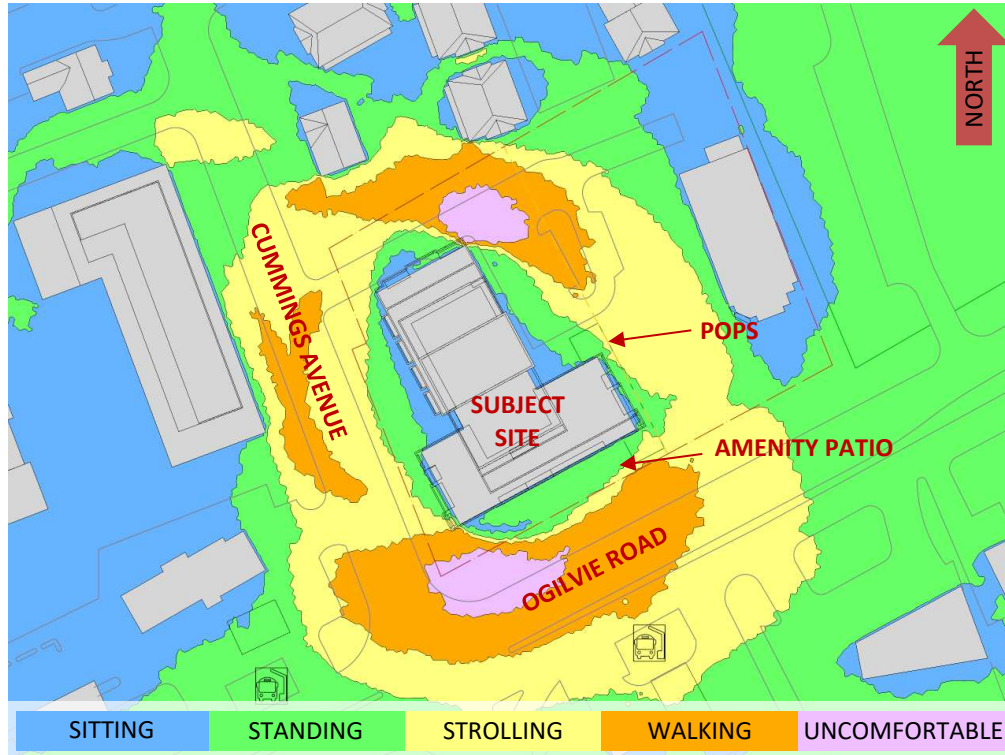 NORTH
CUMMINGS AVENUE
POPS
SUBJECT
SITE
AMENITY PATIO
OGILVIE ROAD
SITTING
STANDING
STROLLING
WALKING
UNCOMFORTABLE